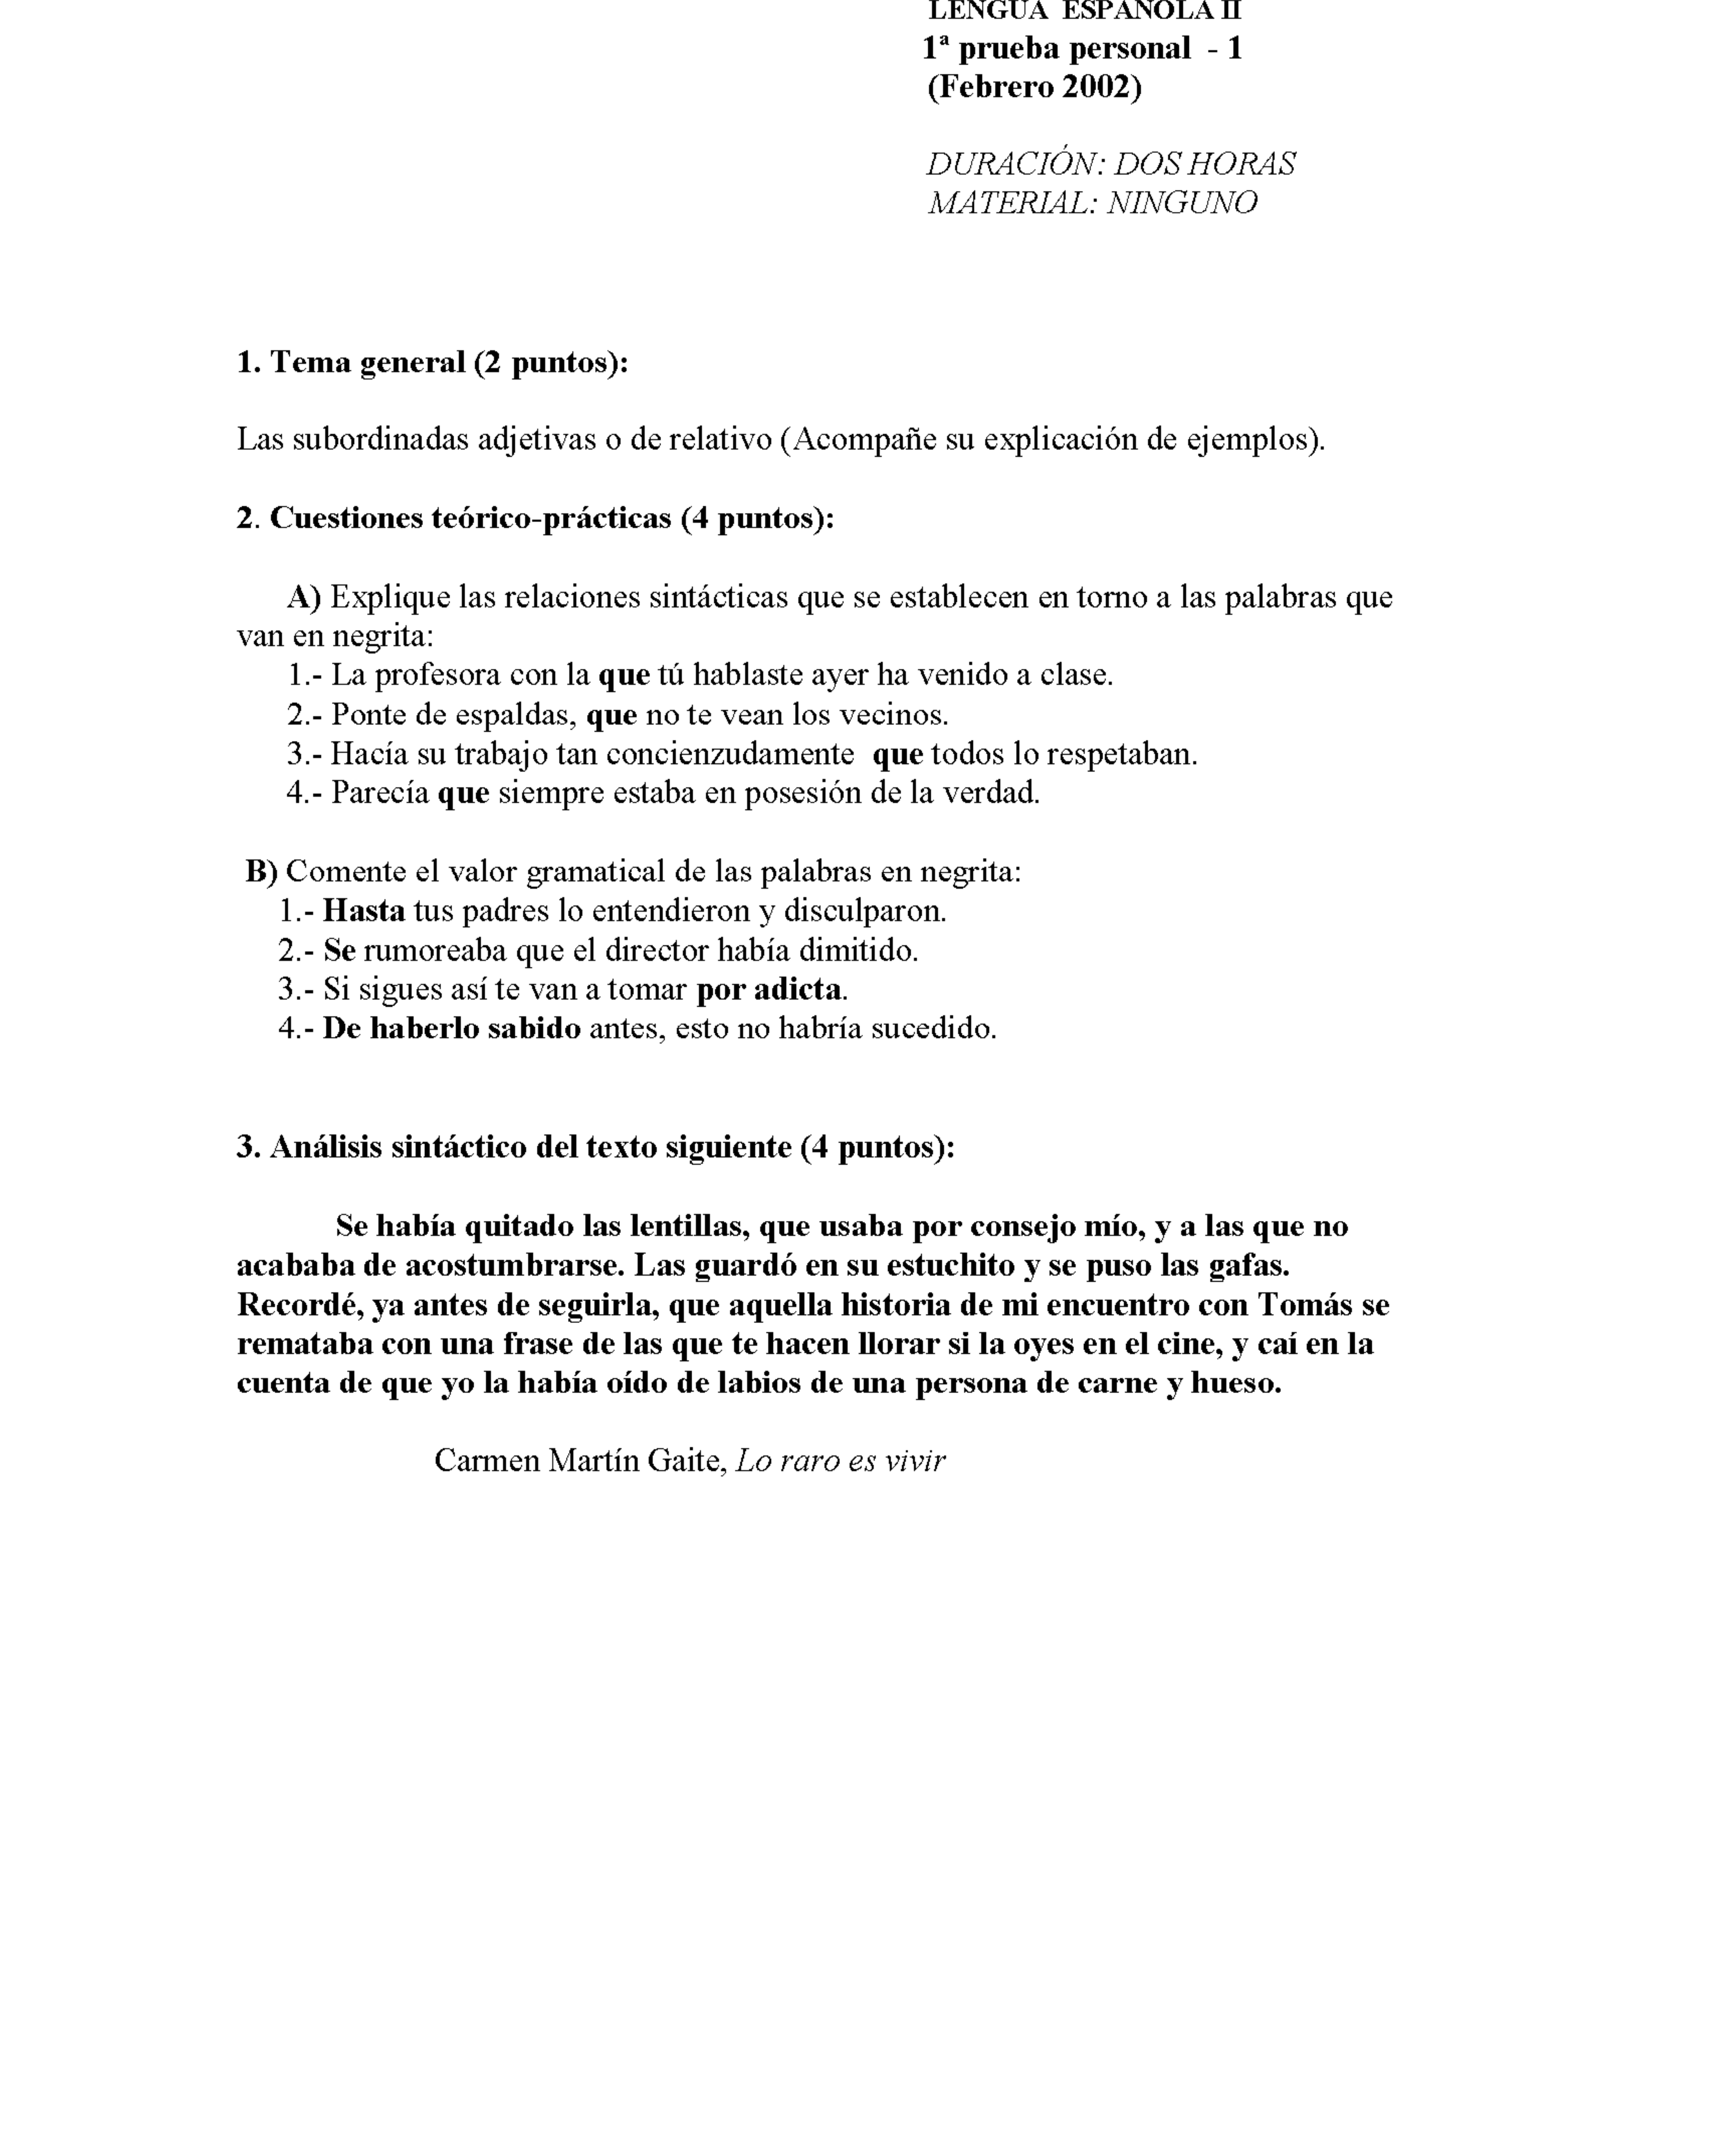 LENGUA ESPAÑOLA II
1ª prueba personal - 1
(Febrero 2002)
DURACIÓN: DOS HORAS
MATERIAL: NINGUNO
1. Tema general (2 puntos):
Las subordinadas adjetivas o de relativo (Acompañe su explicación de ejemplos).
2. Cuestiones teórico-prácticas (4 puntos):
A) Explique las relaciones sintácticas que se establecen en torno a las palabras que
van en negrita:
1.- La profesora con la que tú hablaste ayer ha venido a clase.
2.- Ponte de espaldas, que no te vean los vecinos.
3.- Hacía su trabajo tan concienzudamente que todos lo respetaban.
4.- Parecía que siempre estaba en posesión de la verdad.
B) Comente el valor gramatical de las palabras en negrita:
1.- Hasta tus padres lo entendieron y disculparon.
2.- Se rumoreaba que el director había dimitido.
3.- Si sigues así te van a tomar por adicta.
4.- De haberlo sabido antes, esto no habría sucedido.
3. Análisis sintáctico del texto siguiente (4 puntos):
Se había quitado las lentillas, que usaba por consejo mío, y a las que no
acababa de acostumbrarse. Las guardó en su estuchito y se puso las gafas.
Recordé, ya antes de seguirla, que aquella historia de mi encuentro con Tomás se
remataba con una frase de las que te hacen llorar si la oyes en el cine, y caí en la
cuenta de que yo la había oído de labios de una persona de carne y hueso.
Carmen Martín Gaite, Lo raro es vivir